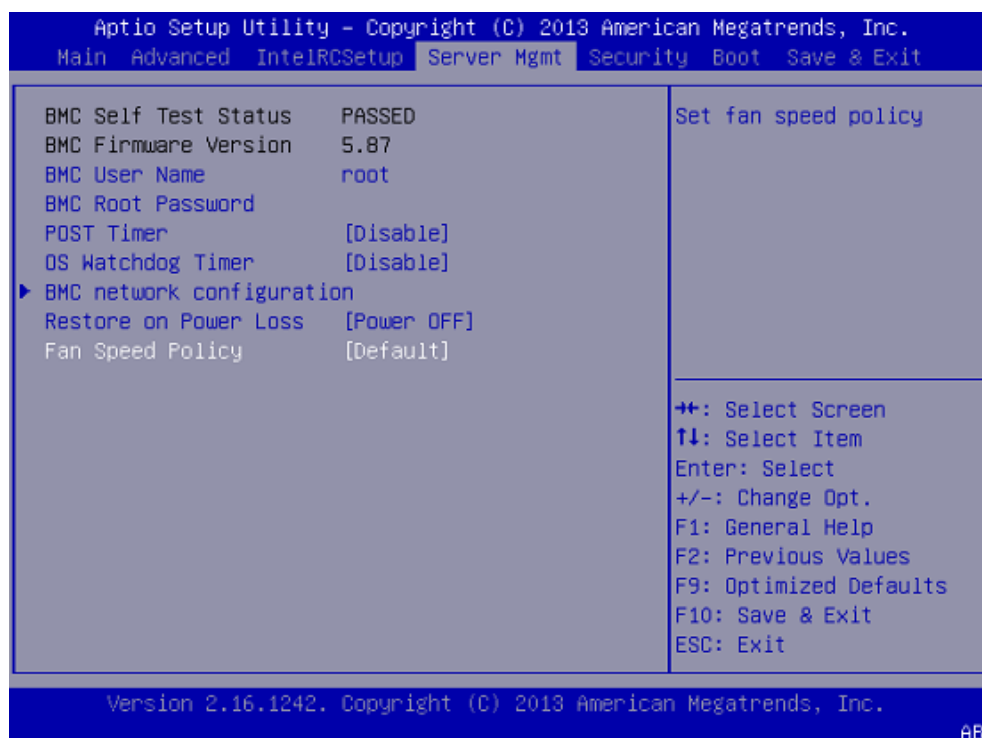 Aptio Setup Utility – Copyright (C) 2013 American Megatrends, Inc.
Main Advanced IntelRCSetup Server Mgmt Security Boot Save & Exit
BMC Self Test Status PASSED
BMC Firmware Version 5.87
BMC User Name root
BMC Root Password
POST Timer [Disable]
OS Watchdog Timer [Disable]
► BMC network configuration
Restore on Power Loss [Power OFF]
Fan Speed Policy [Default]
Set fan speed policy
→←: Select Screen
↑↓: Select Item
Enter: Select
+/-: Change Opt.
F1: General Help
F2: Previous Values
F9: Optimized Defaults
F10: Save & Exit
ESC: Exit
Version 2.16.1242. Copyright (C) 2013 American Megatrends, Inc.